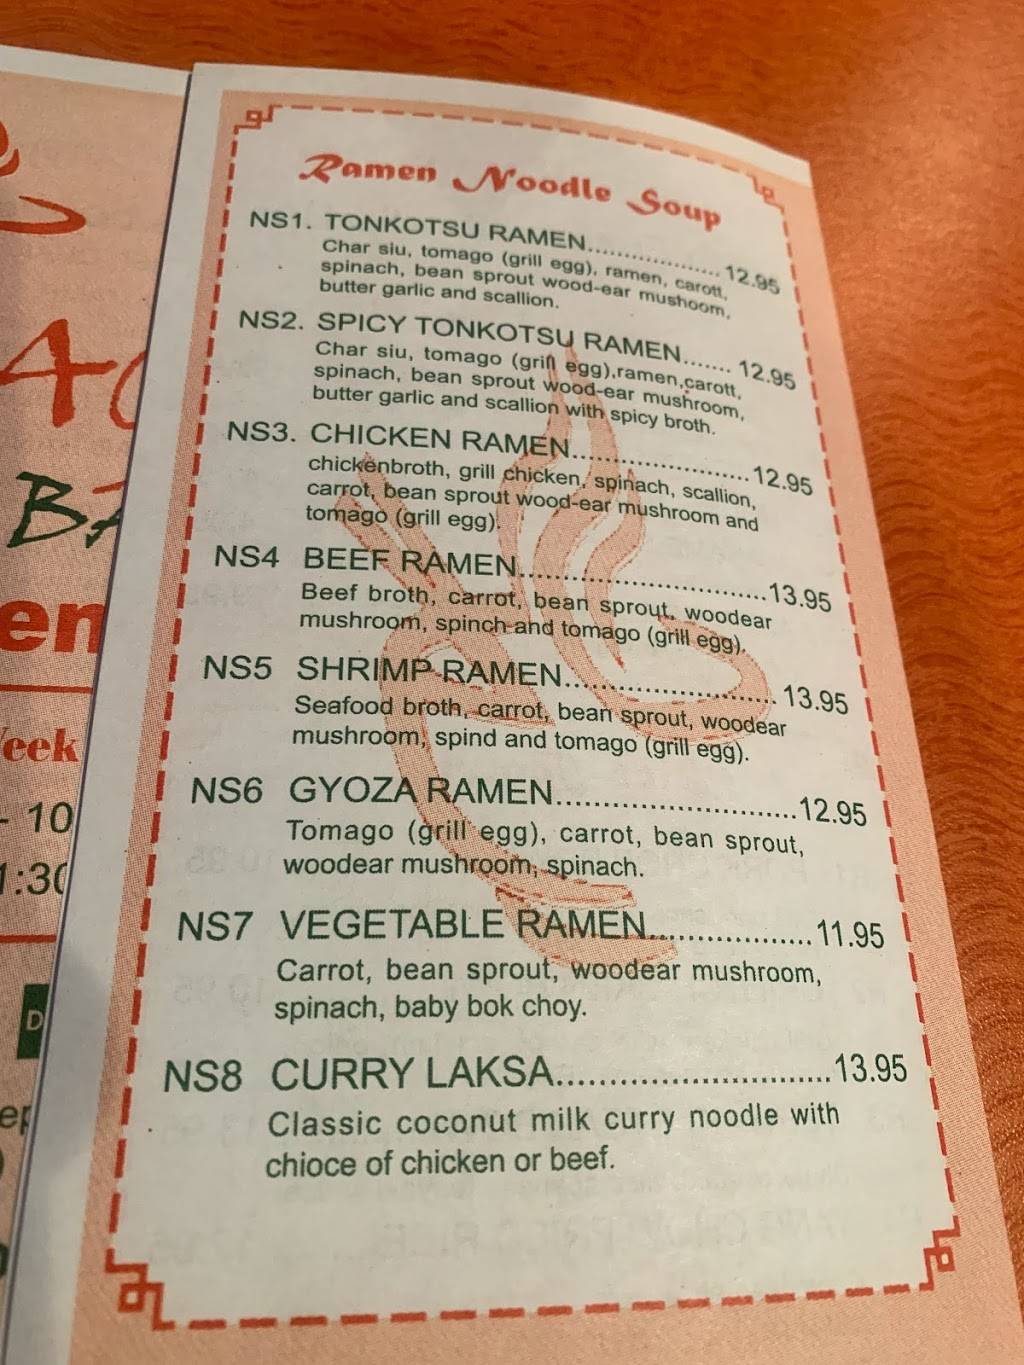 Ramen Noodle Soup
NS1. TONKOTSU RAMEN.................... 12.95
Char siu, tomago (grill egg), ramen, carott,
spinach, bean sprout wood-ear mushoom,
butter garlic and scallion.
NS2. SPICY TONKOTSU RAMEN....... 12.95
Char siu, tomago (grill egg),ramen,carott,
spinach, bean sprout wood-ear mushroom,
butter garlic and scallion with spicy broth.
NS3. CHICKEN RAMEN........................ 12.95
chickenbroth, grill chicken, spinach, scallion,
carrot, bean sprout wood-ear mushroom and
tomago (grill egg).
NS4 BEEF RAMEN................................13.95
Beef broth, carrot, bean sprout, woodear
mushroom, spinch and tomago (grill egg).
NS5 SHRIMP RAMEN........................... 13.95
Seafood broth, carrot, bean sprout, woodear
mushroom, spind and tomago (grill egg).
NS6 GYOZA RAMEN............................12.95
Tomago (grill egg), carrot, bean sprout,
woodear mushroom, spinach.
NS7 VEGETABLE RAMEN...................11.95
Carrot, bean sprout, woodear mushroom,
spinach, baby bok choy.
NS8 CURRY LAKSA.............................13.95
Classic coconut milk curry noodle with
chioce of chicken or beef.
en
- 10
1:30
D